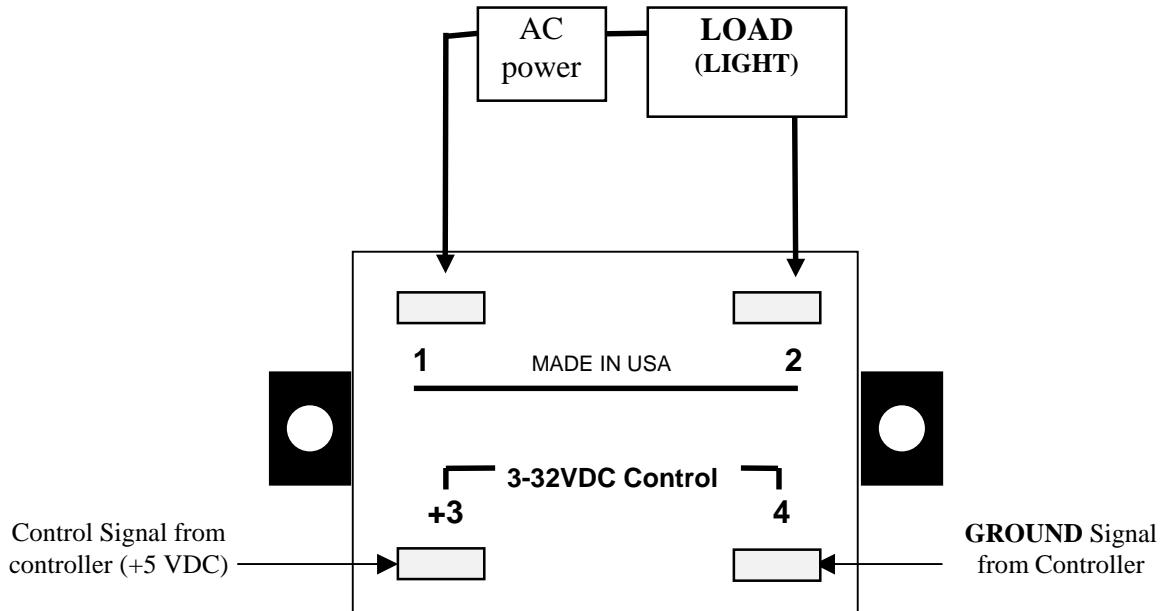 AC
power
LOAD
(LIGHT)
1
MADE IN USA
2
3-32VDC Control
+3
4
Control Signal from
controller (+5 VDC)
GROUND Signal
from Controller